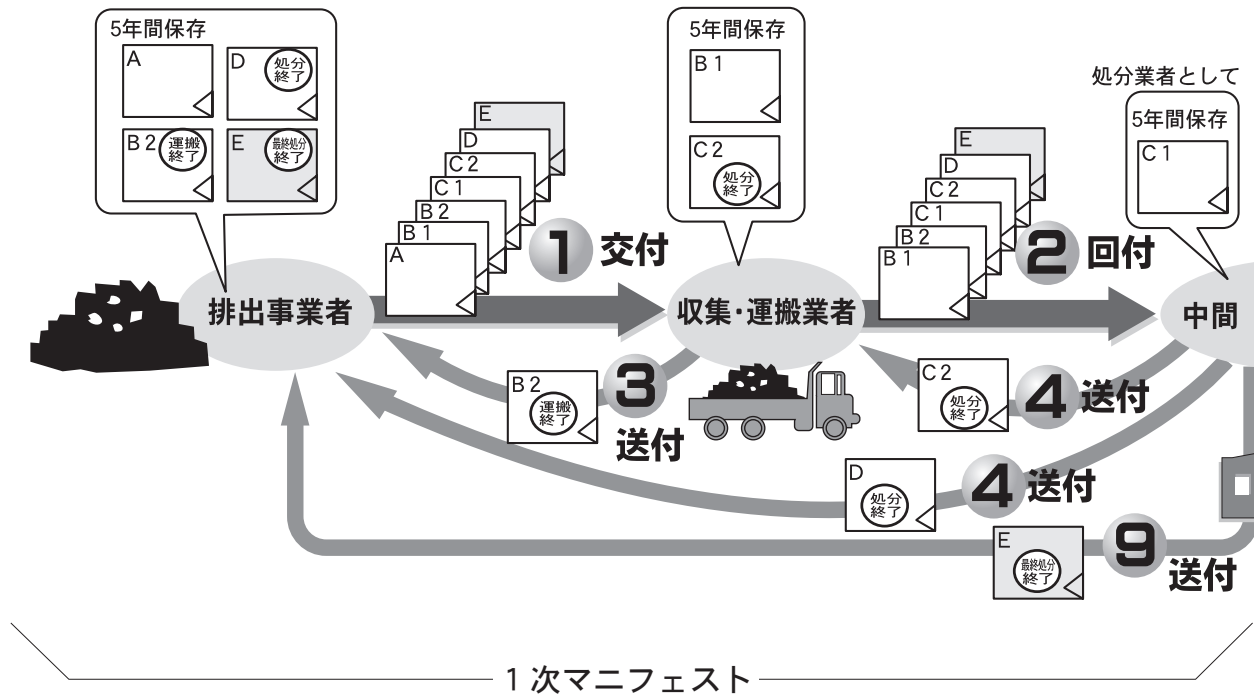 5年間保存
A
D
処分
終了
B2
運搬
終了
E
最終処分
終了
E
D
C2
C1
B2
B1
A
1 交付
5年間保存
B1
C2
処分
終了
E
D
C2
C1
B2
B1
2 回付
処分業者として
5年間保存
C1
排出事業者
収集・運搬業者
中間
B2
運搬
終了
3
送付
C2
処分
終了
4 送付
D
処分
終了
4 送付
E
最終処分
終了
9
送付
1次マニフェスト